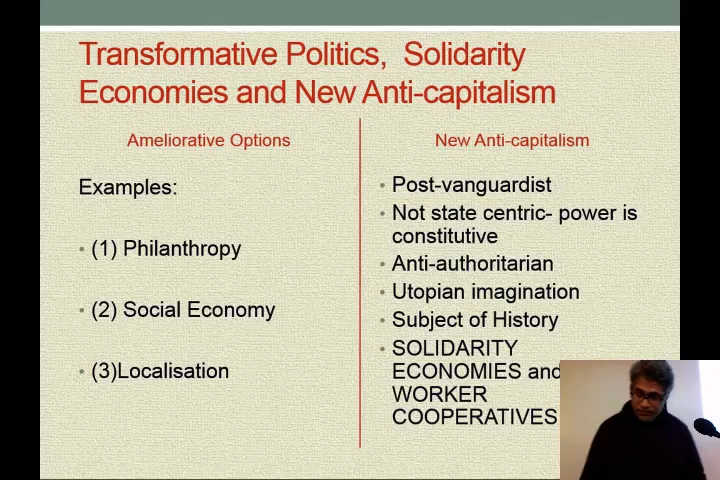 Transformative Politics, Solidarity
Economies and New Anti-capitalism
Ameliorative Options
Examples:
• (1) Philanthropy
• (2) Social Economy
• (3)Localisation
New Anti-capitalism
• Post-vanguardist
• Not state centric- power is
constitutive
• Anti-authoritarian
• Utopian imagination
• Subject of History
• SOLIDARITY
ECONOMIES and
WORKER
COOPERATIVES